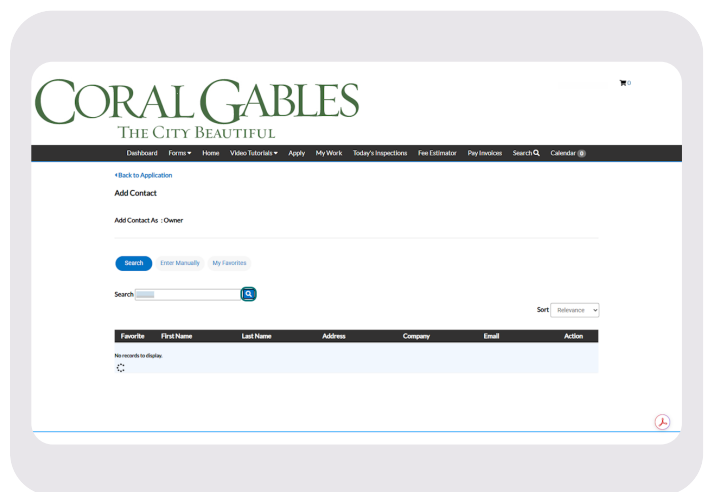 CORAL GABLES
THE CITY BEAUTIFUL
0
Dashboard Forms Home Video Tutorials Apply My Work Today's Inspections Fee Estimator Pay Invoices Search Calendar 0
Back to Application
Add Contact
Add Contact As : Owner
Search Enter Manually My Favorites
Search
Sort Relevance
Favorite First Name Last Name Address Company Email Action
No records to display.